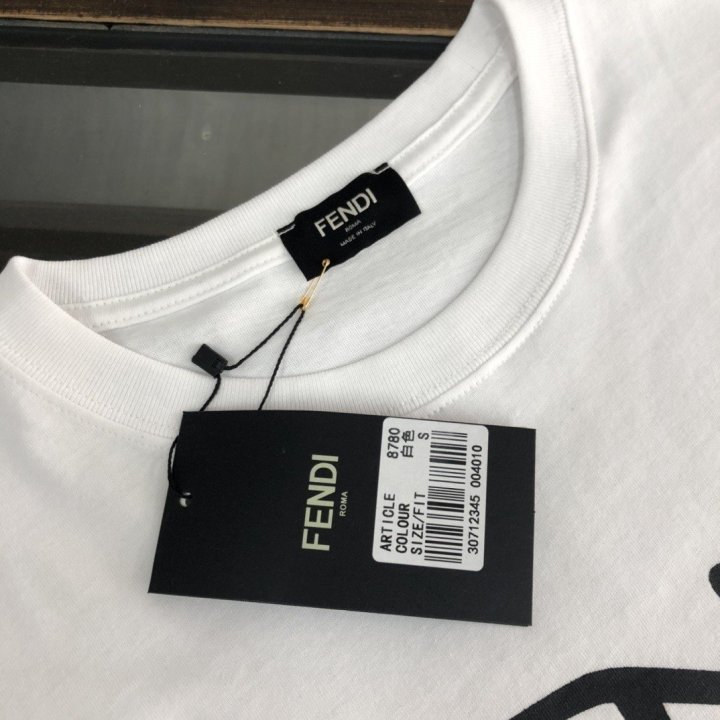 FENDI
ROMA
MADE IN ITALY
FENDI
ROMA
ARTICLE 8780
COLOUR 白色
SIZE/FIT S
30712345 004010